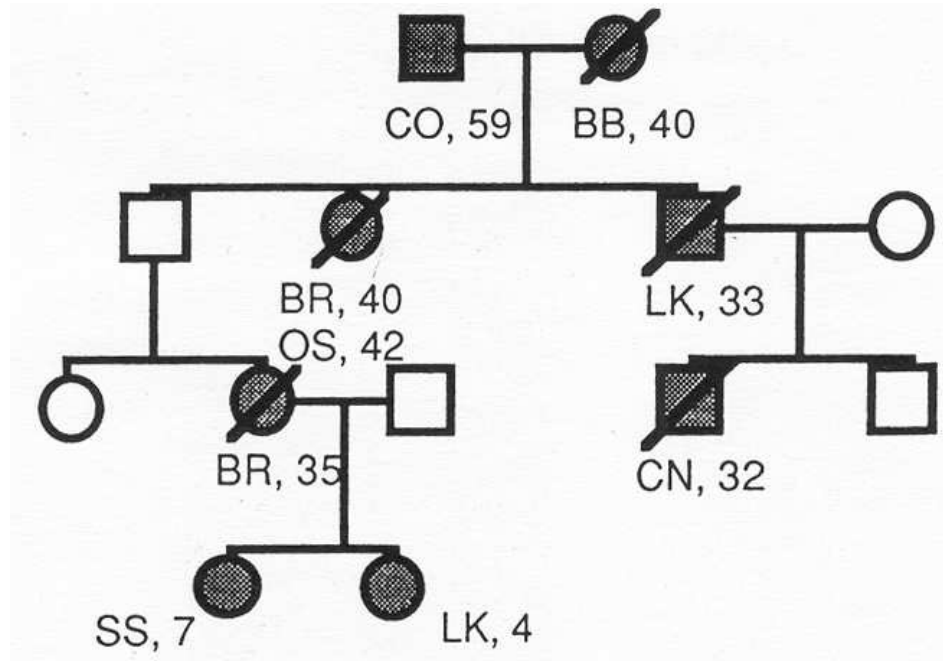 CO, 59
BB, 40
BR, 40
OS, 42
LK, 33
BR, 35
CN, 32
SS, 7
LK, 4